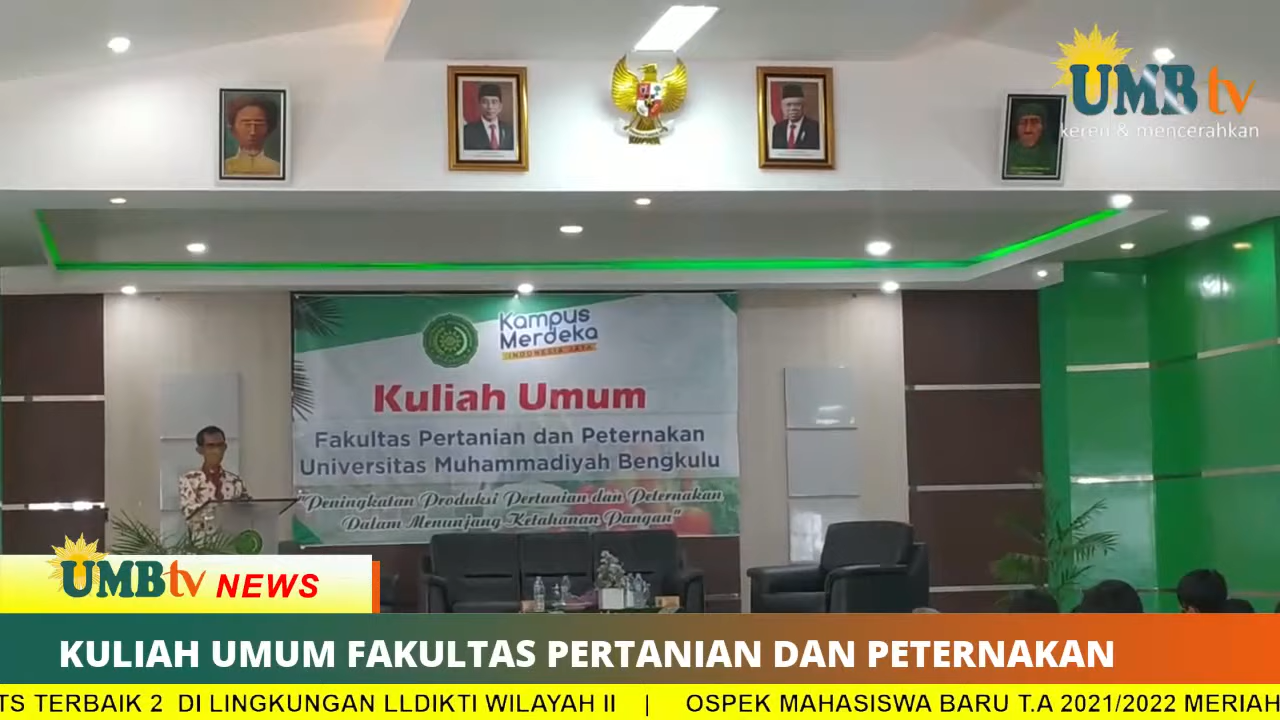 UMBtv
keren & mencerahkan
Kampus
Merdeka
INDONESIA JAYA
Kuliah Umum
Fakultas Pertanian dan Peternakan
Universitas Muhammadiyah Bengkulu
"Peningkatan Produksi Pertanian dan Peternakan
Dalam Menunjang Ketahanan Pangan"
UMBtv NEWS
KULIAH UMUM FAKULTAS PERTANIAN DAN PETERNAKAN
TS TERBAIK 2 DI LINGKUNGAN LLDIKTI WILAYAH II | OSPEK MAHASISWA BARU T.A 2021/2022 MERIAH